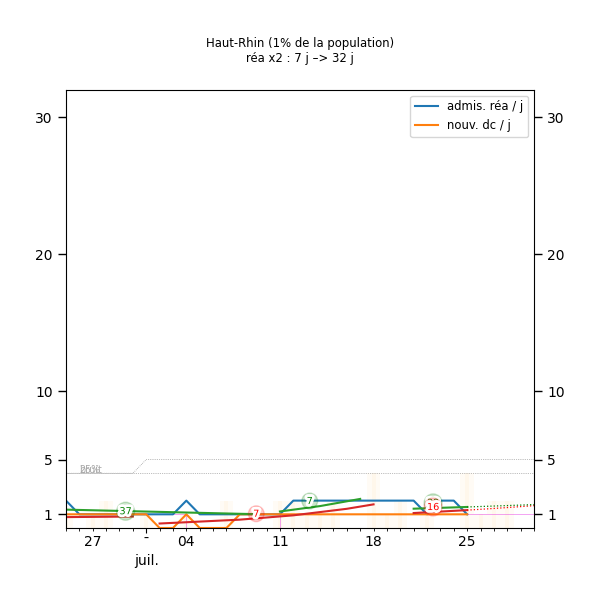 Haut-Rhin (1% de la population)
réa x2 : 7 j –> 32 j
admis. réa / j
nouv. dc / j
30 30
20 20
10 10
5 5
1 1
37
7
7
16
27 - 04 11 18 25
juil.